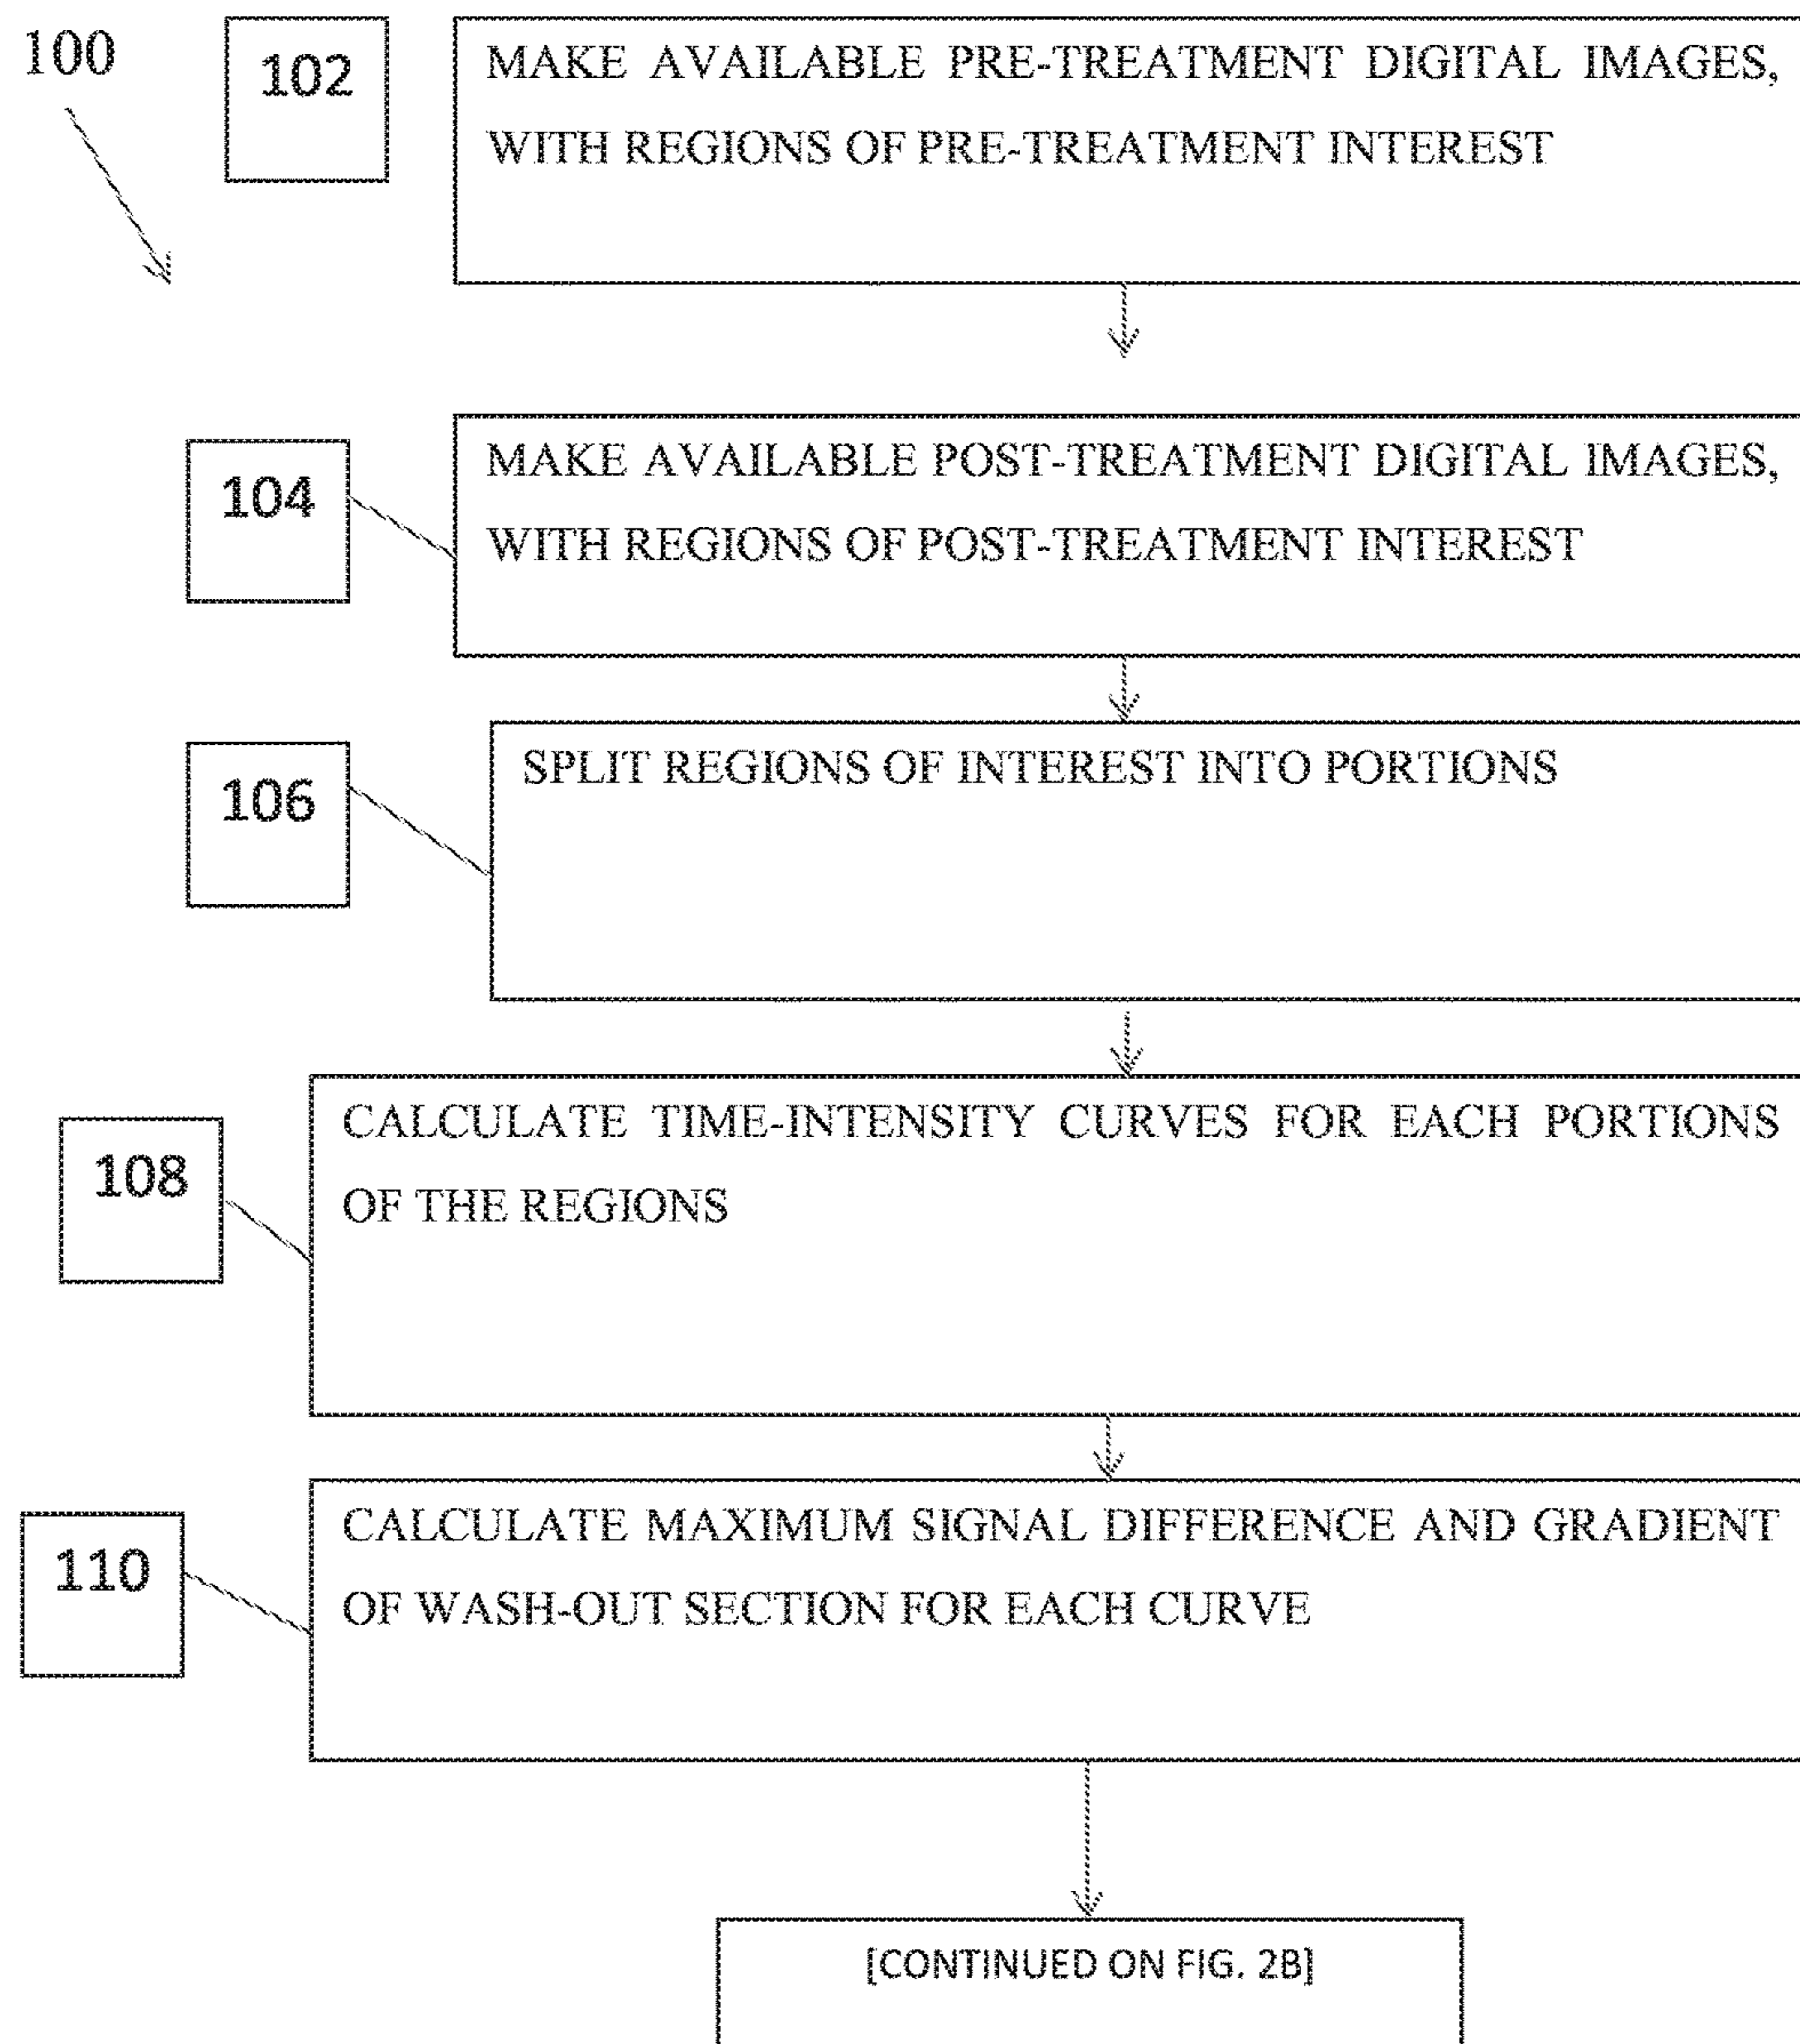 100
102
MAKE AVAILABLE PRE-TREATMENT DIGITAL IMAGES,
WITH REGIONS OF PRE-TREATMENT INTEREST
104
MAKE AVAILABLE POST-TREATMENT DIGITAL IMAGES,
WITH REGIONS OF POST-TREATMENT INTEREST
106
SPLIT REGIONS OF INTEREST INTO PORTIONS
108
CALCULATE TIME-INTENSITY CURVES FOR EACH PORTIONS
OF THE REGIONS
110
CALCULATE MAXIMUM SIGNAL DIFFERENCE AND GRADIENT
OF WASH-OUT SECTION FOR EACH CURVE
[CONTINUED ON FIG. 2B]